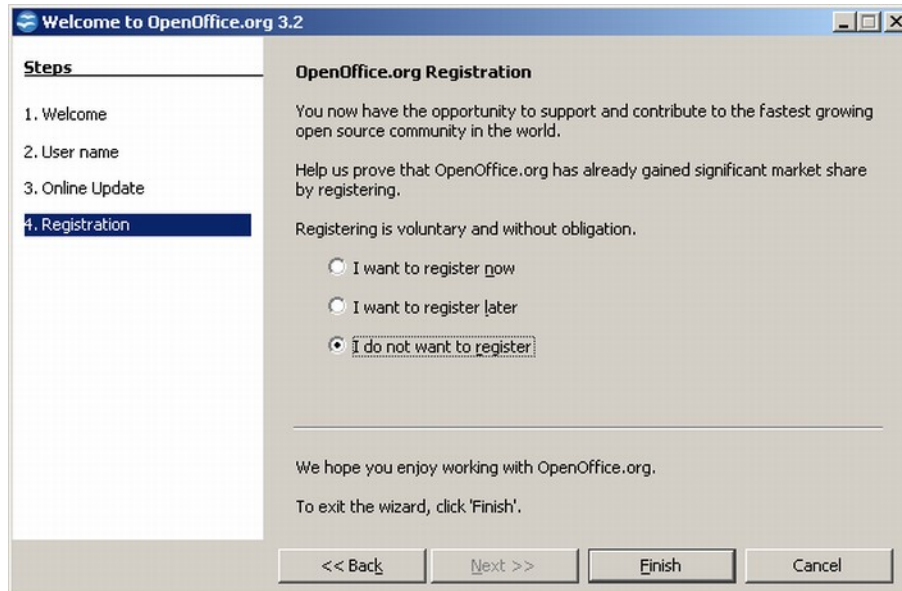 Welcome to OpenOffice.org 3.2
Steps
1. Welcome
2. User name
3. Online Update
4. Registration
OpenOffice.org Registration
You now have the opportunity to support and contribute to the fastest growing
open source community in the world.
Help us prove that OpenOffice.org has already gained significant market share
by registering.
Registering is voluntary and without obligation.
I want to register now
I want to register later
I do not want to register
We hope you enjoy working with OpenOffice.org.
To exit the wizard, click 'Finish'.
<< Back Next >> Finish Cancel